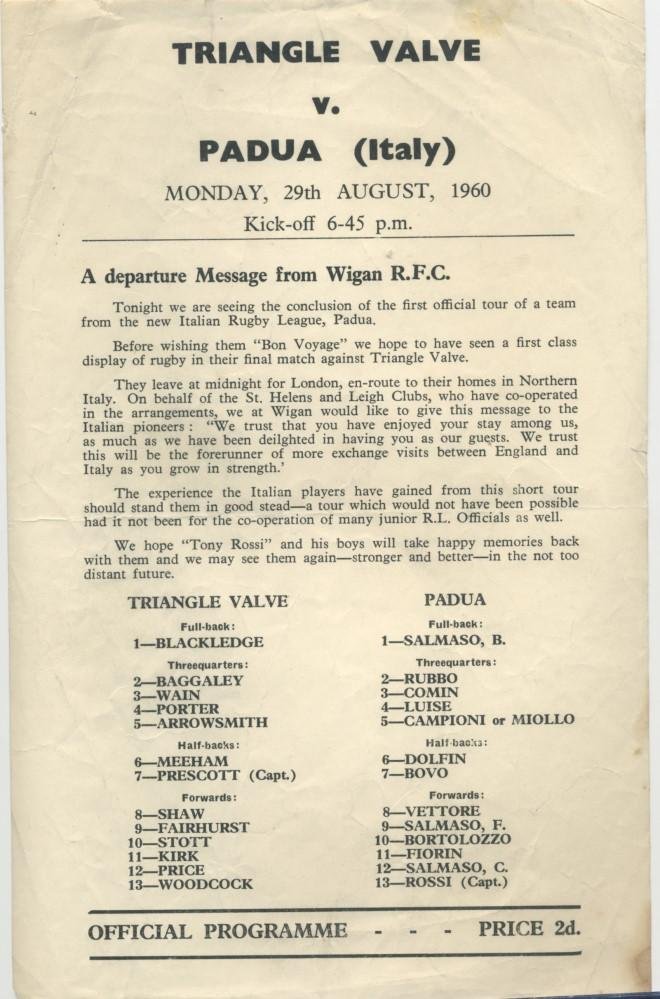 TRIANGLE VALVE
v.
PADUA (Italy)
MONDAY, 29th AUGUST, 1960
Kick-off 6-45 p.m.
A departure Message from Wigan R.F.C.
Tonight we are seeing the conclusion of the first official tour of a team
from the new Italian Rugby League, Padua.
Before wishing them "Bon Voyage" we hope to have seen a first class
display of rugby in their final match against Triangle Valve.
They leave at midnight for London, en-route to their homes in Northern
Italy. On behalf of the St. Helens and Leigh Clubs, who have co-operated
in the arrangements, we at Wigan would like to give this message to the
Italian pioneers : "We trust that you have enjoyed your stay among us,
as much as we have been deilghted in having you as our guests. We trust
this will be the forerunner of more exchange visits between England and
Italy as you grow in strength.'
The experience the Italian players have gained from this short tour
should stand them in good stead—a tour which would not have been possible
had it not been for the co-operation of many junior R.L. Officials as well.
We hope "Tony Rossi" and his boys will take happy memories back
with them and we may see them again—stronger and better—in the not too
distant future.
TRIANGLE VALVE
Full-back:
1—BLACKLEDGE
Threequarters:
2—BAGGALEY
3—WAIN
4—PORTER
5—ARROWSMITH
Half-backs:
6—MEEHAM
7—PRESCOTT (Capt.)
Forwards:
8—SHAW
9—FAIRHURST
10—STOTT
11—KIRK
12—PRICE
13—WOODCOCK
PADUA
Full-back:
1—SALMASO, B.
Threequarters:
2—RUBBO
3—COMIN
4—LUISE
5—CAMPIONI or MIOLLO
Half-backs:
6—DOLFIN
7—BOVO
Forwards:
8—VETTORE
9—SALMASO, F.
10—BORTOLOZZO
11—FIORIN
12—SALMASO, C.
13—ROSSI (Capt.)
OFFICIAL PROGRAMME - - - PRICE 2d.